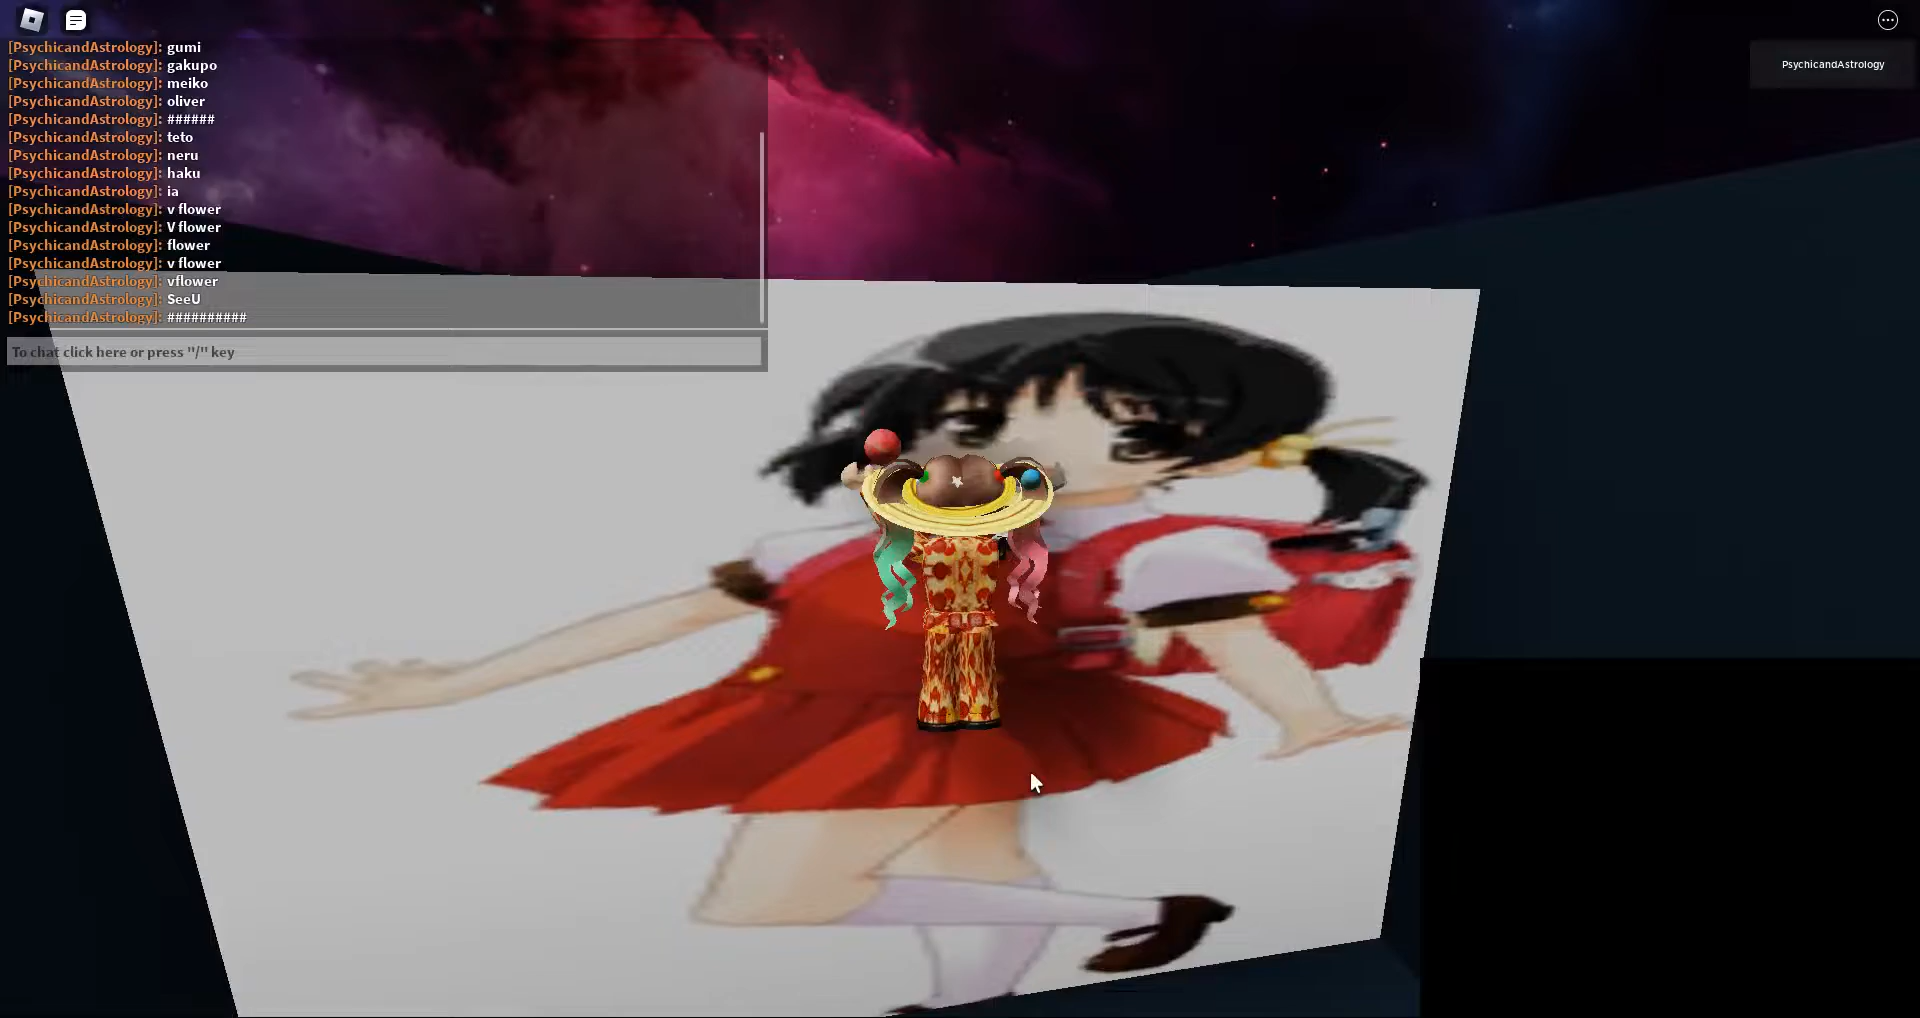 [PsychicandAstrology]: gumi
[PsychicandAstrology]: gakupo
[PsychicandAstrology]: meiko
[PsychicandAstrology]: oliver
[PsychicandAstrology]: ######
[PsychicandAstrology]: teto
[PsychicandAstrology]: neru
[PsychicandAstrology]: haku
[PsychicandAstrology]: ia
[PsychicandAstrology]: v flower
[PsychicandAstrology]: V flower
[PsychicandAstrology]: flower
[PsychicandAstrology]: v flower
[PsychicandAstrology]: vflower
[PsychicandAstrology]: SeeU
[PsychicandAstrology]: ##########
To chat click here or press "/" key
PsychicandAstrology